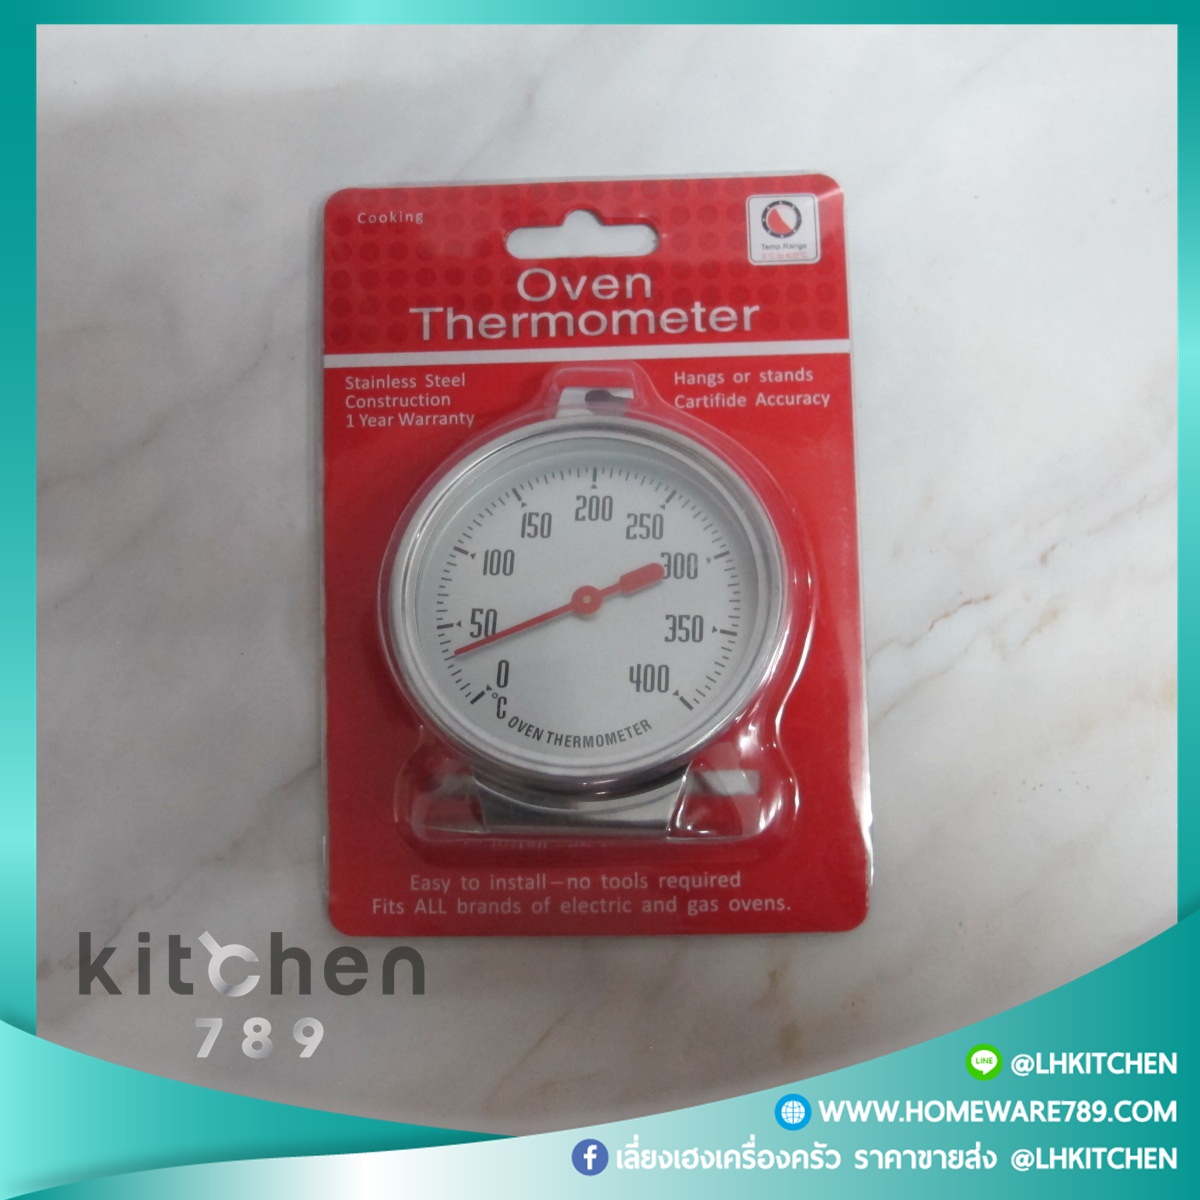 Cooking
Temp.Range
Oven
Thermometer
Stainless Steel
Construction
1 Year Warranty
Hangs or stands
Cartifide Accuracy
0
50
100
150
200
250
300
350
400
°C
OVEN THERMOMETER
Easy to install-no tools required
Fits ALL brands of electric and gas ovens.
kitchen
789
LINE
@LHKITCHEN
WWW.HOMEWARE789.COM
f เลี่ยงเฮงเครื่องครัว ราคาขายส่ง @LHKITCHEN